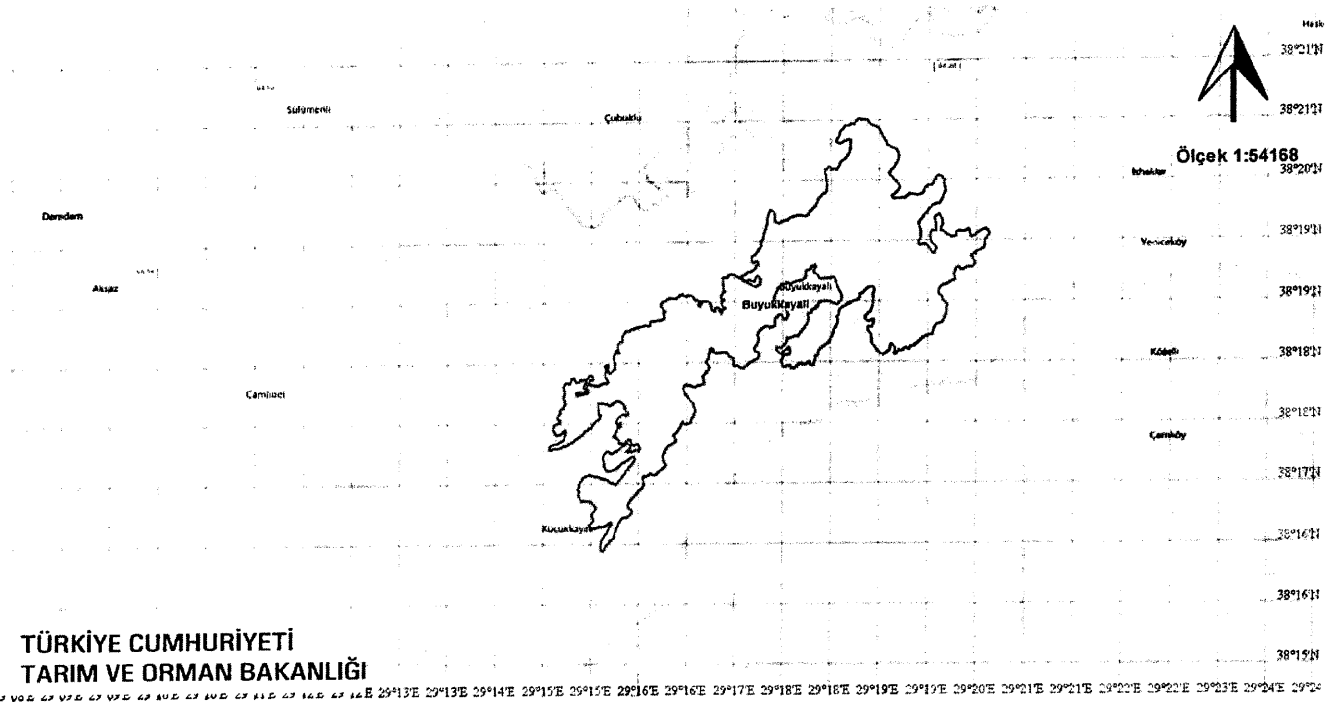 38°21'N
38°21'N
Sülümenli
Çubuklu
Ölçek 1:54168
38°20'N
Darıdere
38°19'N
Yeniceköy
Aksaz
Büyükkayalı
38°19'N
Büyükkayalı
38°18'N
Köseli
Çamlıbel
38°18'N
Çamköy
38°17'N
Küçükkayalı
38°16'N
38°16'N
TÜRKİYE CUMHURİYETİ
TARIM VE ORMAN BAKANLIĞI
38°15'N
29°13'E 29°13'E 29°14'E 29°15'E 29°15'E 29°16'E 29°16'E 29°17'E 29°18'E 29°18'E 29°19'E 29°19'E 29°20'E 29°21'E 29°21'E 29°22'E 29°22'E 29°23'E 29°24'E